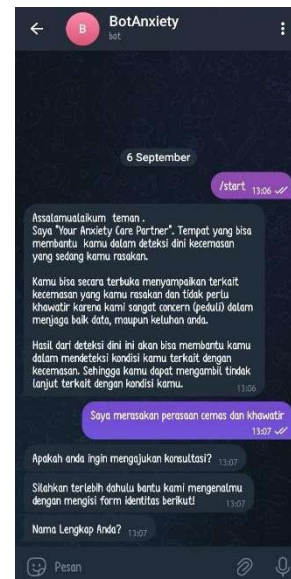 BotAnxiety
B
bot
6 September
/start 13:06
Assalamualaikum teman .
Saya "Your Anxiety Care Partner". Tempat yang bisa
membantu kamu dalam deteksi dini kecemasan
yang sedang kamu rasakan.
Kamu bisa secara terbuka menyampaikan terkait
kecemasan yang kamu rasakan dan tidak perlu
khawatir karena kami sangat concern (peduli) dalam
menjaga baik data, maupun keluhan anda.
Hasil dari deteksi dini ini akan bisa membantu kamu
dalam mendeteksi kondisi kamu terkait dengan
kecemasan. Sehingga kamu dapat mengambil tindak
lanjut terkait dengan kondisi kamu. 13:06
Saya merasakan perasaan cemas dan khawatir
13:07
Apakah anda ingin mengajukan konsultasi? 13:07
Silahkan terlebih dahulu bantu kami mengenalmu
dengan mengisi form identitas berikut! 13:07
Nama Lengkap Anda? 13:07
Pesan